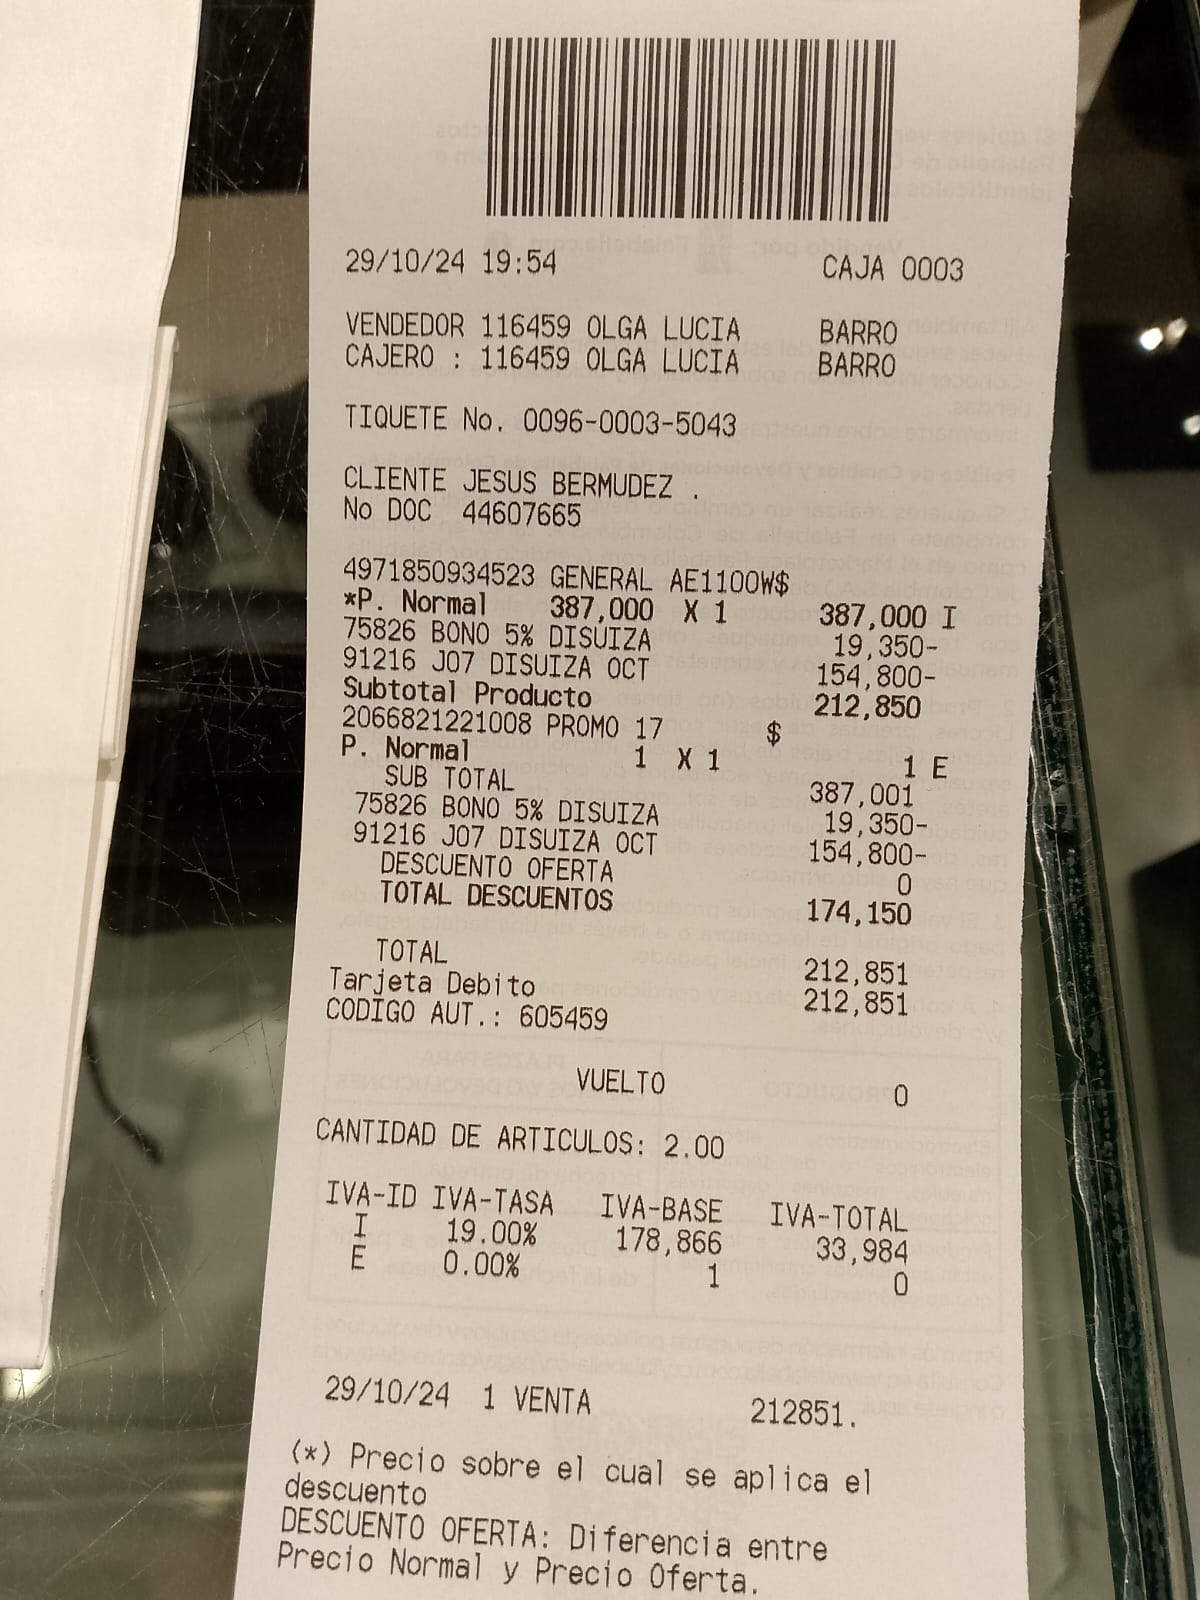 29/10/24 19:54 CAJA 0003
VENDEDOR 116459 OLGA LUCIA BARRO
CAJERO : 116459 OLGA LUCIA BARRO
TIQUETE No. 0096-0003-5043
CLIENTE JESUS BERMUDEZ .
No DOC 44607665
4971850934523 GENERAL AE1100W$
*P. Normal 387,000 X 1 387,000 I
75826 BONO 5% DISUIZA 19,350-
91216 J07 DISUIZA OCT 154,800-
Subtotal Producto 212,850
2066821221008 PROMO 17 $
P. Normal 1 X 1 1 E
SUB TOTAL 387,001
75826 BONO 5% DISUIZA 19,350-
91216 J07 DISUIZA OCT 154,800-
DESCUENTO OFERTA 0
TOTAL DESCUENTOS 174,150
TOTAL 212,851
Tarjeta Debito 212,851
CODIGO AUT.: 605459
VUELTO 0
CANTIDAD DE ARTICULOS: 2.00
IVA-ID IVA-TASA IVA-BASE IVA-TOTAL
I 19.00% 178,866 33,984
E 0.00% 1 0
29/10/24 1 VENTA 212851.
(*) Precio sobre el cual se aplica el
descuento
DESCUENTO OFERTA: Diferencia entre
Precio Normal y Precio Oferta.